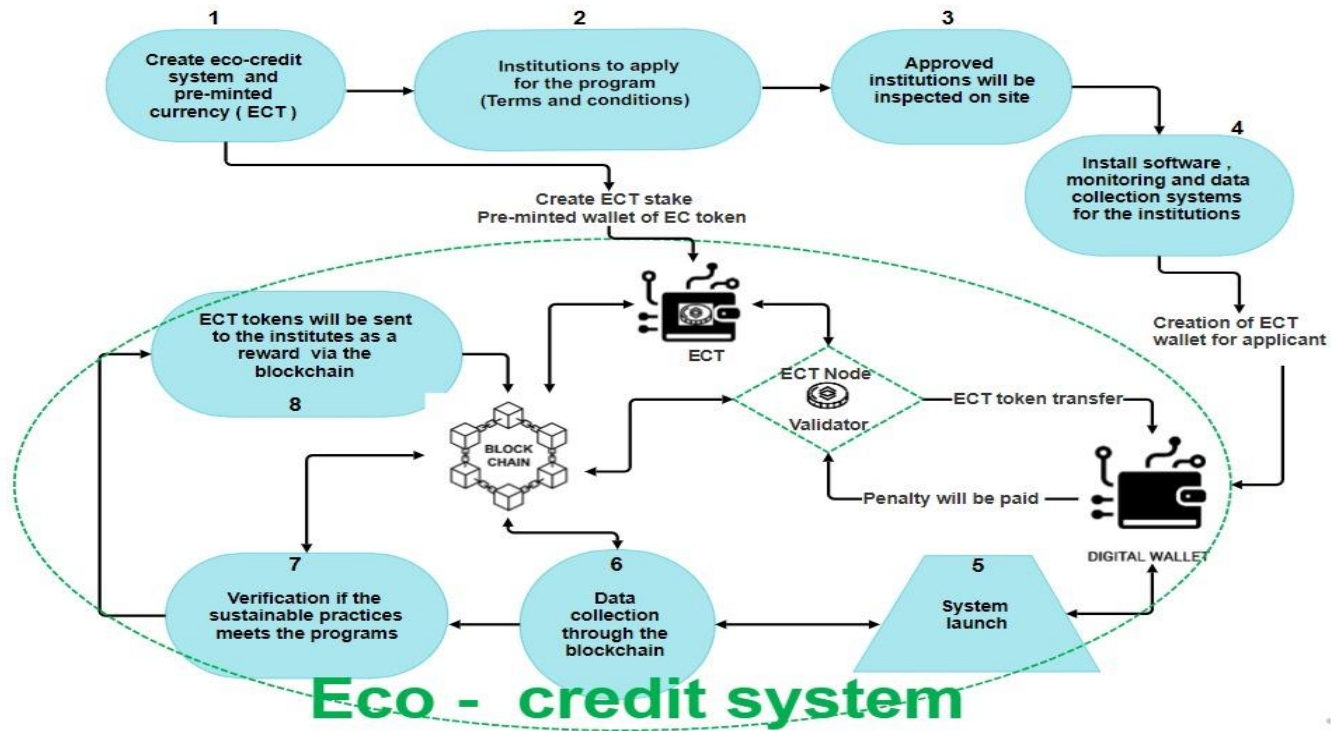 1
Create eco-credit
system and
pre-minted
currency ( ECT )
2
Institutions to apply
for the program
(Terms and conditions)
3
Approved
institutions will be
inspected on site
4
Install software ,
monitoring and data
collection systems
for the institutions
Create ECT stake
Pre-minted wallet of EC token
ECT
Creation of ECT
wallet for applicant
ECT tokens will be sent
to the institutes as a
reward via the
blockchain
8
BLOCK
CHAIN
ECT Node
Validator
ECT token transfer
Penalty will be paid
DIGITAL WALLET
7
Verification if the
sustainable practices
meets the programs
6
Data
collection
through the
blockchain
5
System
launch
Eco - credit system